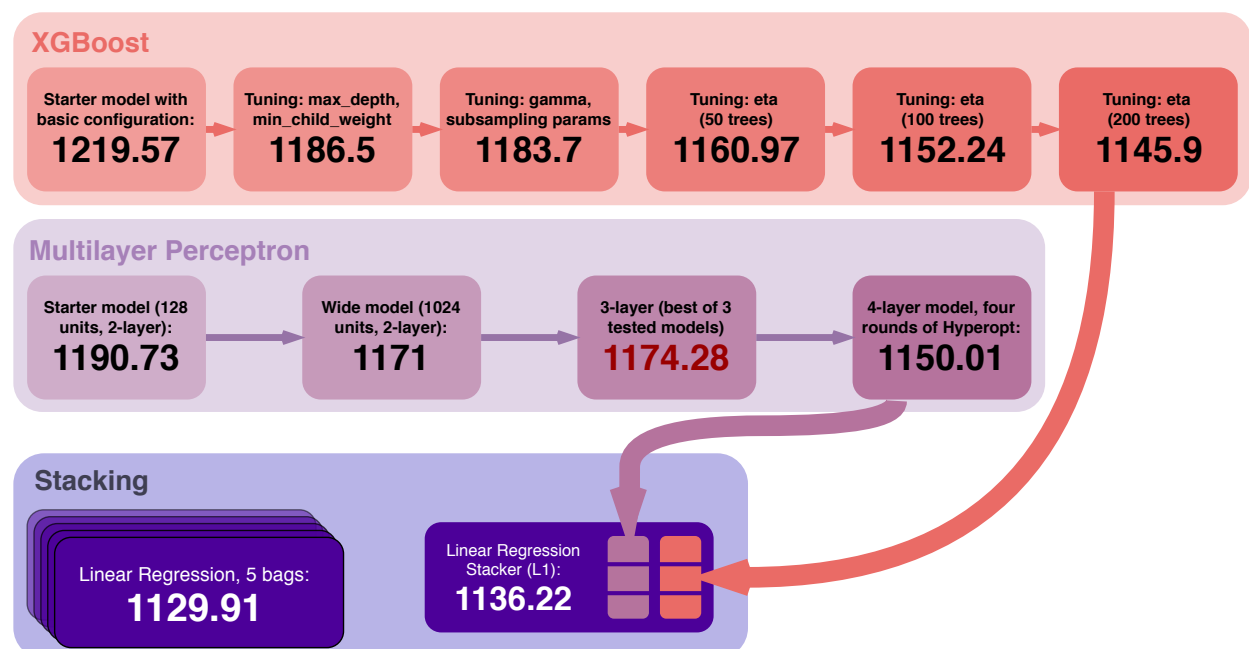 XGBoost
Starter model with
basic configuration:
1219.57
Tuning: max_depth,
min_child_weight
1186.5
Tuning: gamma,
subsampling params
1183.7
Tuning: eta
(50 trees)
1160.97
Tuning: eta
(100 trees)
1152.24
Tuning: eta
(200 trees)
1145.9
Multilayer Perceptron
Starter model (128
units, 2-layer):
1190.73
Wide model (1024
units, 2-layer):
1171
3-layer (best of 3
tested models)
1174.28
4-layer model, four
rounds of Hyperopt:
1150.01
Stacking
Linear Regression, 5 bags:
1129.91
Linear Regression
Stacker (L1):
1136.22